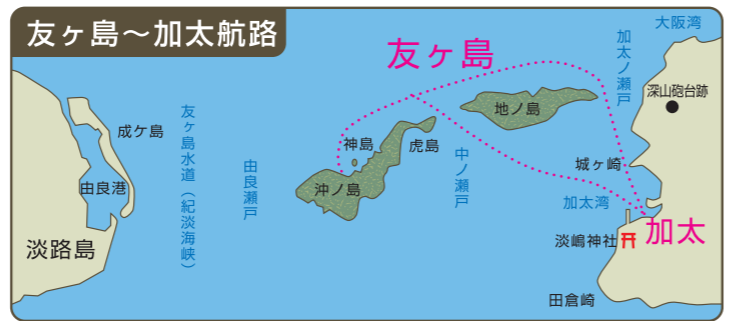 友ヶ島～加太航路
大阪湾
加太ノ瀬戸
友ヶ島
深山砲台跡
地ノ島
成ケ島
友ヶ島水道（紀淡海峡）
神島
虎島
中ノ瀬戸
城ヶ崎
由良港
由良瀬戸
沖ノ島
加太湾
淡路島
淡嶋神社
加太
田倉崎